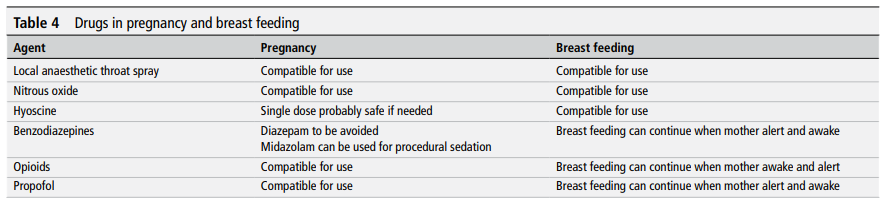 Table 4 Drugs in pregnancy and breast feeding
Agent Pregnancy Breast feeding
Local anaesthetic throat spray Compatible for use Compatible for use
Nitrous oxide Compatible for use Compatible for use
Hyoscine Single dose probably safe if needed Compatible for use
Benzodiazepines Diazepam to be avoided Breast feeding can continue when mother alert and awake
Midazolam can be used for procedural sedation
Opioids Compatible for use Breast feeding can continue when mother awake and alert
Propofol Compatible for use Breast feeding can continue when mother alert and awake